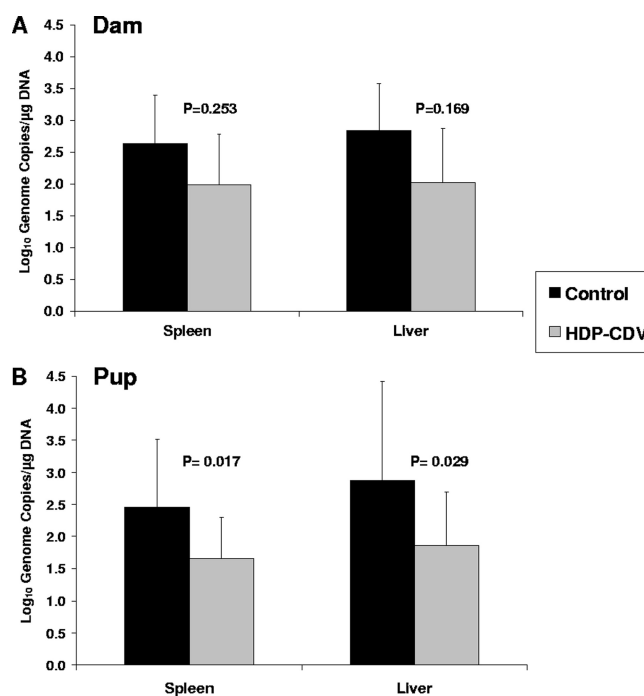 A Dam
4.5
4.0
3.5
3.0
2.5
2.0
1.5
1.0
0.5
0.0
Log₁₀ Genome Copies/µg DNA
P=0.253
P=0.169
Spleen
Liver
Control
HDP-CDV
B Pup
4.5
4.0
3.5
3.0
2.5
2.0
1.5
1.0
0.5
0.0
Log₁₀ Genome Copies/µg DNA
P= 0.017
P= 0.029
Spleen
Liver